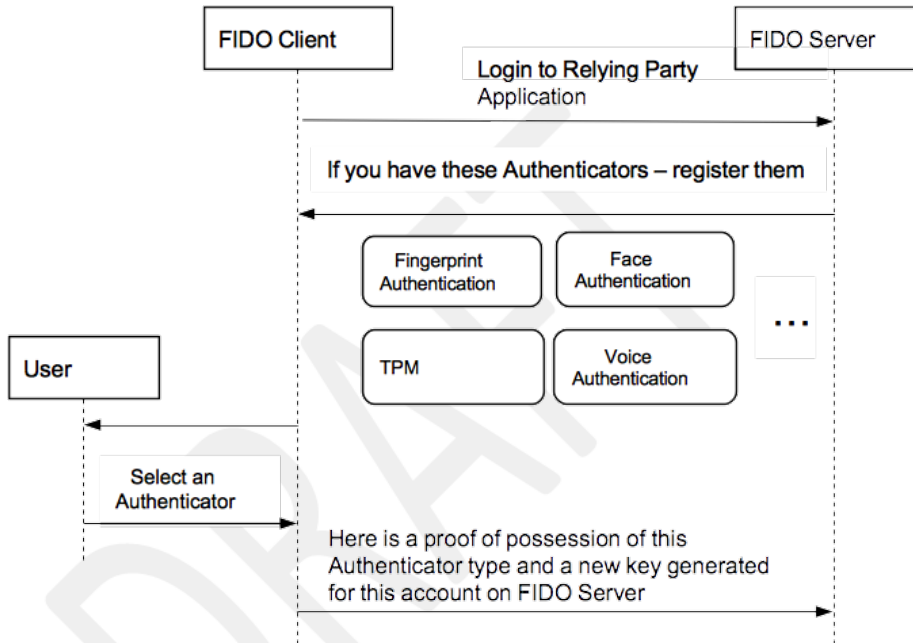 FIDO Client
FIDO Server
Login to Relying Party
Application
If you have these Authenticators – register them
Fingerprint
Authentication
Face
Authentication
...
TPM
Voice
Authentication
User
Select an
Authenticator
Here is a proof of possession of this
Authenticator type and a new key generated
for this account on FIDO Server
DRAFT